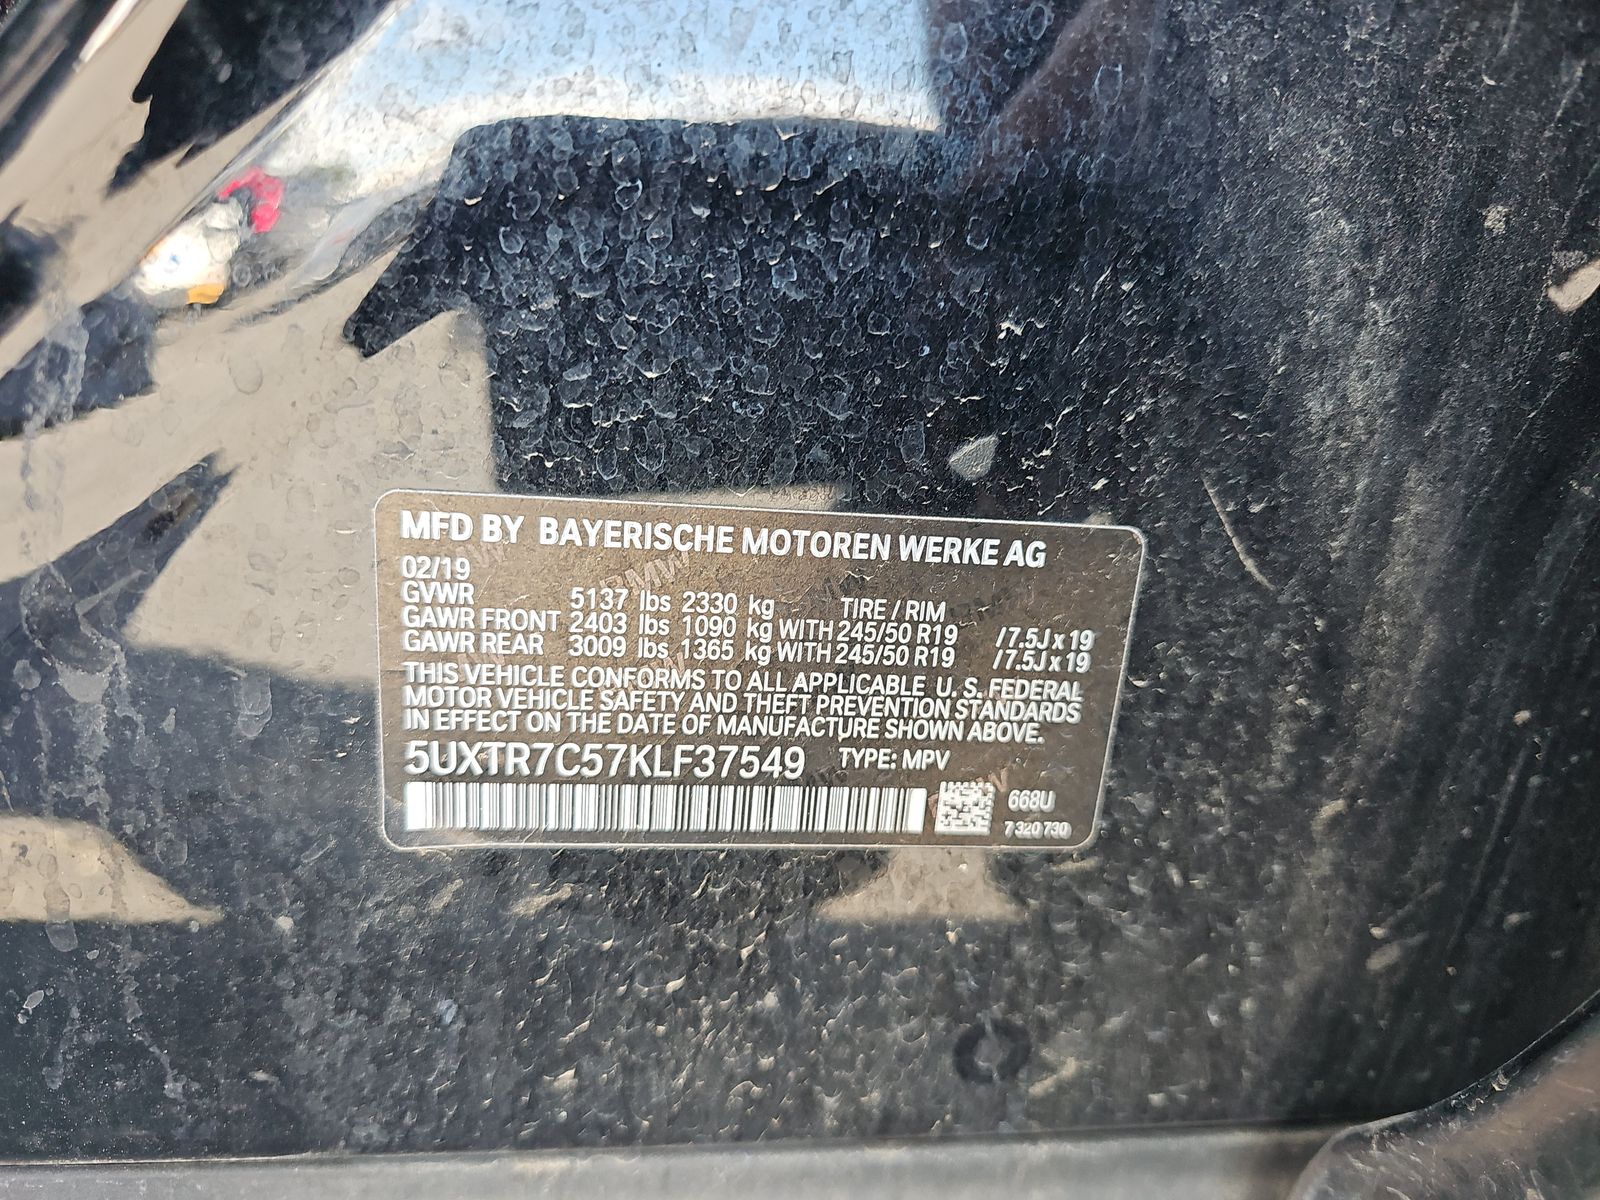 MFD BY BAYERISCHE MOTOREN WERKE AG
02/19
GVWR 5137 lbs 2330 kg TIRE / RIM
GAWR FRONT 2403 lbs 1090 kg WITH 245/50 R19 /7.5J x 19
GAWR REAR 3009 lbs 1365 kg WITH 245/50 R19 /7.5J x 19
THIS VEHICLE CONFORMS TO ALL APPLICABLE U. S. FEDERAL
MOTOR VEHICLE SAFETY AND THEFT PREVENTION STANDARDS
IN EFFECT ON THE DATE OF MANUFACTURE SHOWN ABOVE.
5UXTR7C57KLF37549 TYPE: MPV
668U
7 320 730